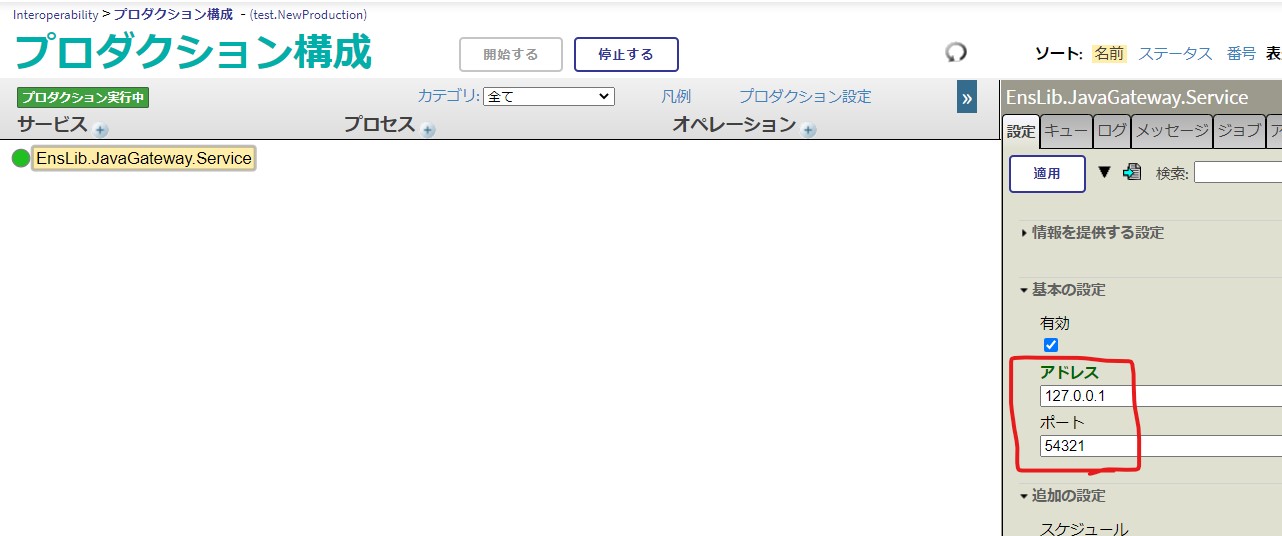 Interoperability > プロダクション構成 - (test.NewProduction)
プロダクション構成
開始する
停止する
ソート: 名前 ステータス 番号 表
プロダクション実行中
カテゴリ: 全て
凡例
プロダクション設定
»
サービス
プロセス
オペレーション
EnsLib.JavaGateway.Service
EnsLib.JavaGateway.Service
設定 キュー ログ メッセージ ジョブ
適用
検索:
情報を提供する設定
基本の設定
有効
アドレス
127.0.0.1
ポート
54321
追加の設定
スケジュール